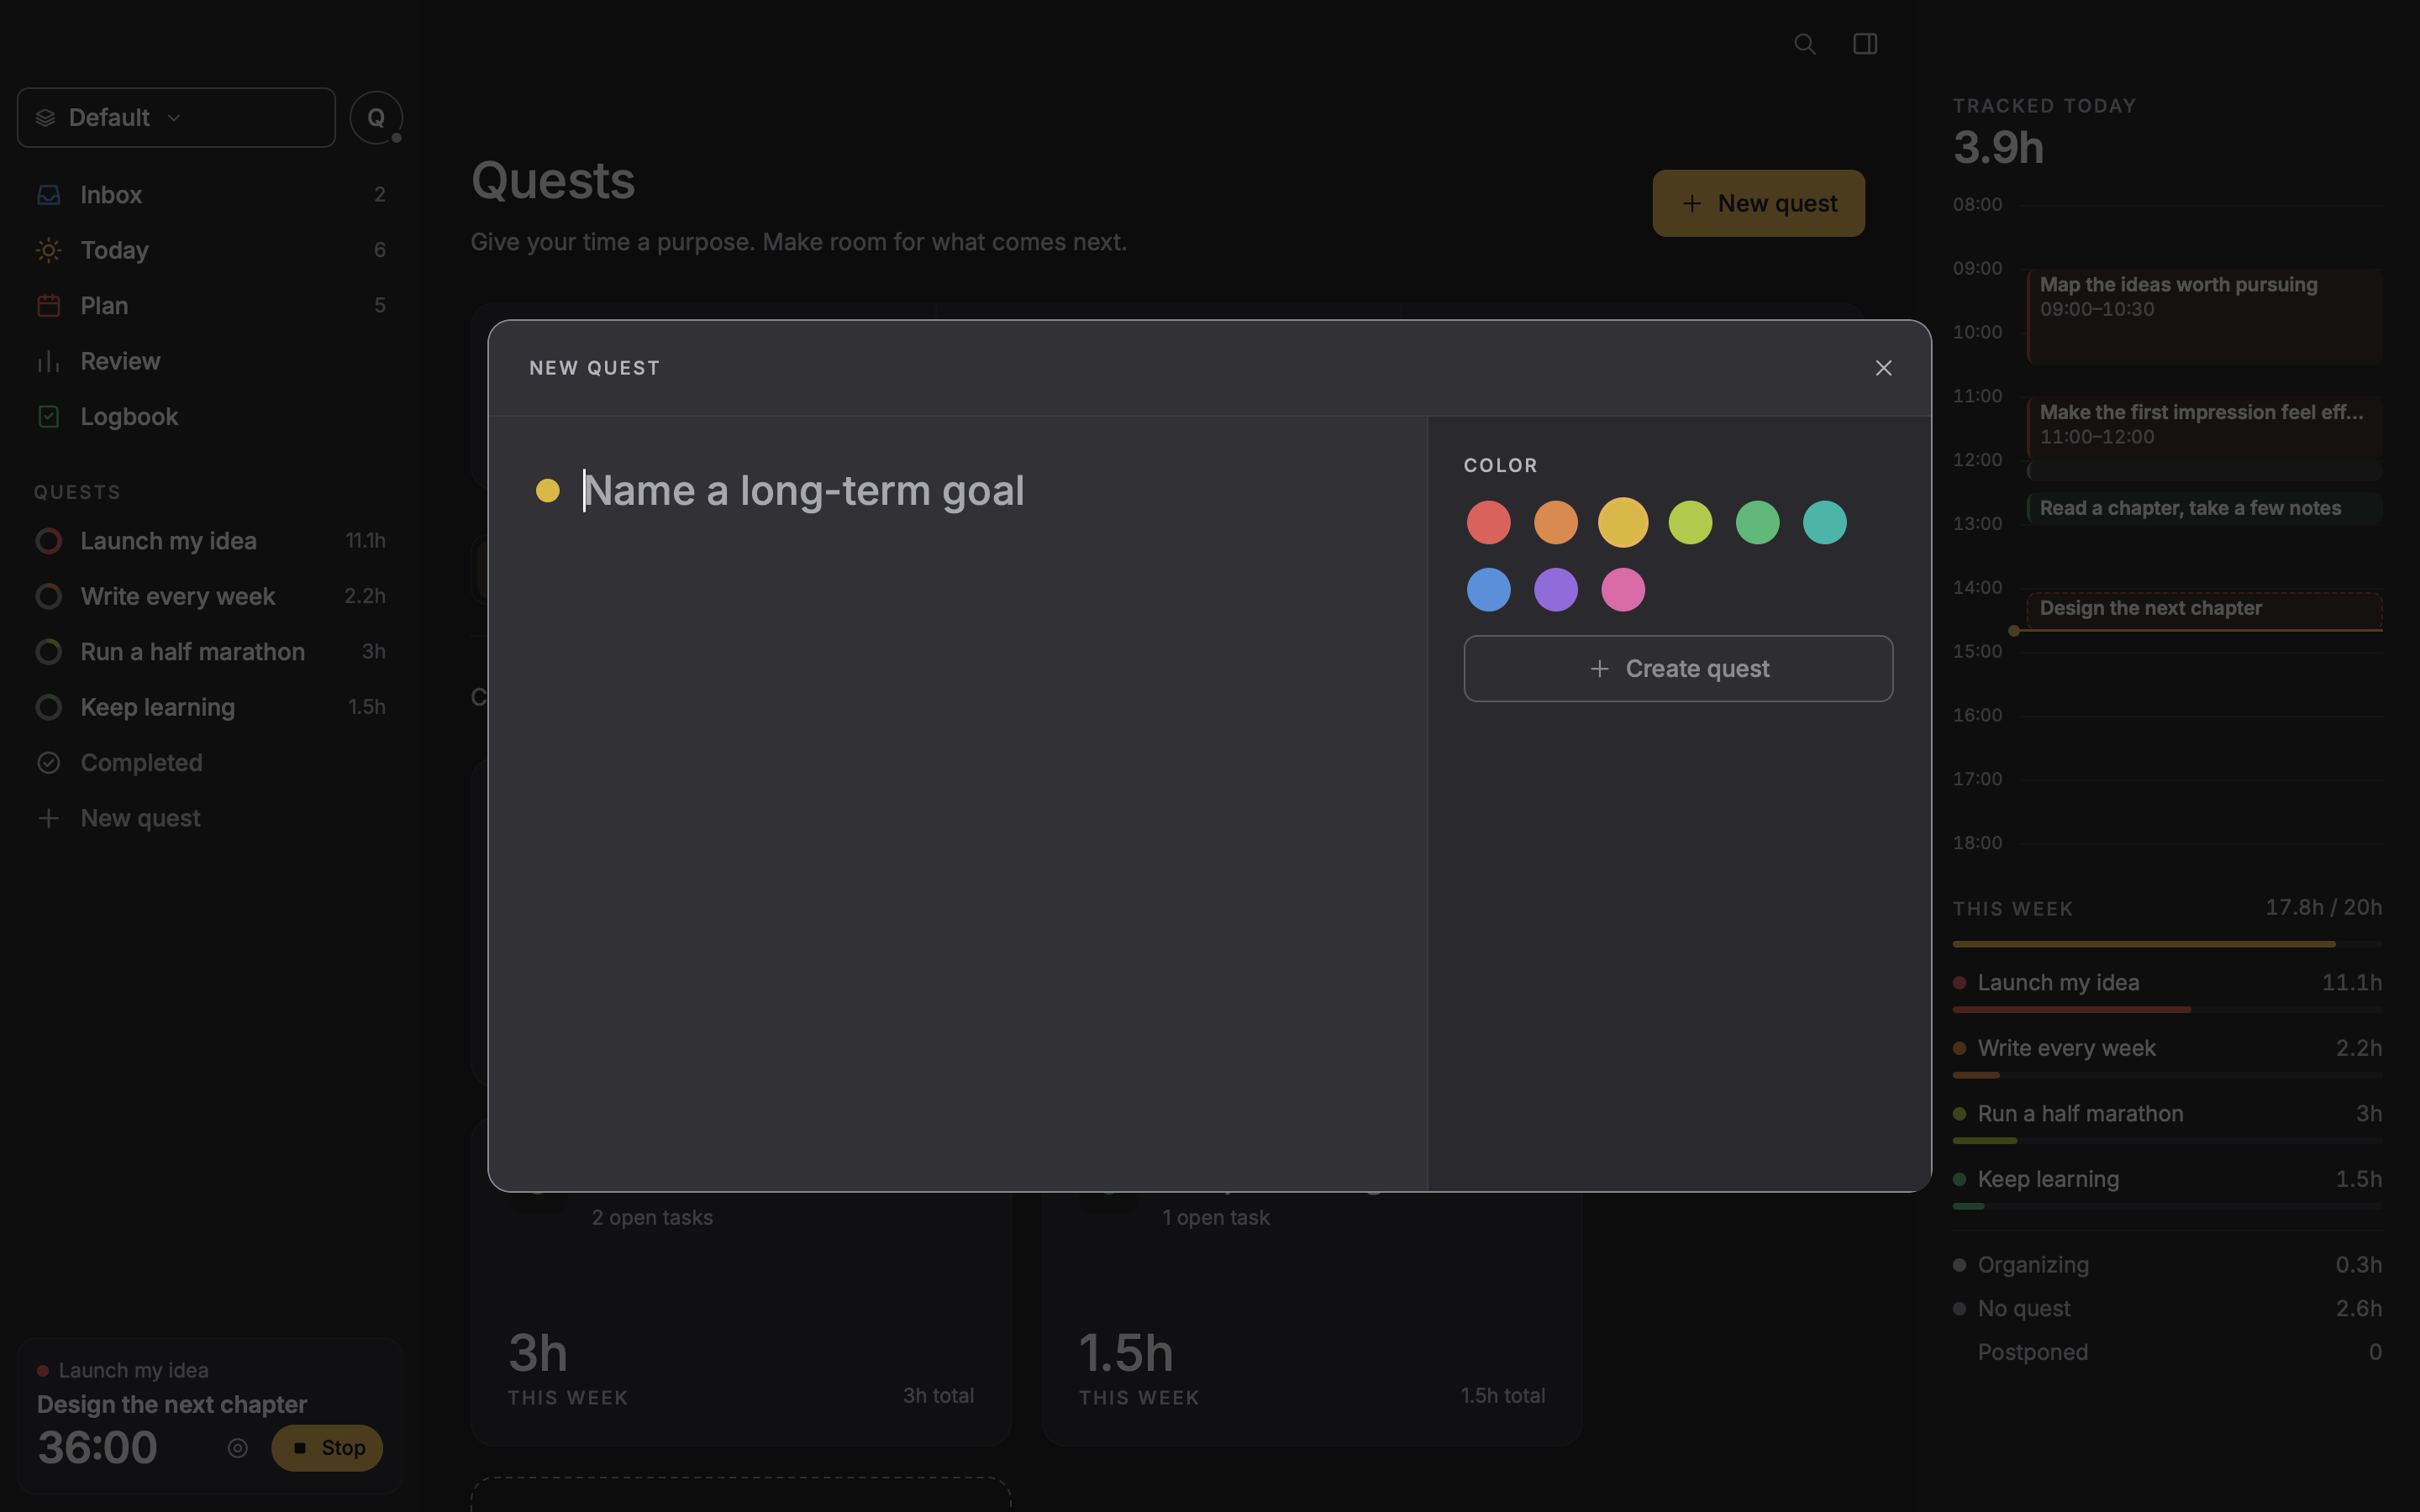 Default
Q
Inbox 2
Today 6
Plan 5
Review
Logbook
QUESTS
Launch my idea 11.1h
Write every week 2.2h
Run a half marathon 3h
Keep learning 1.5h
Completed
New quest
Launch my idea
Design the next chapter
36:00 Stop
Quests
New quest
Give your time a purpose. Make room for what comes next.
C
NEW QUEST
Name a long-term goal
COLOR
Create quest
2 open tasks
3h
THIS WEEK 3h total
1 open task
1.5h
THIS WEEK 1.5h total
TRACKED TODAY
3.9h
08:00
09:00
Map the ideas worth pursuing
09:00–10:30
10:00
11:00
Make the first impression feel eff...
11:00–12:00
12:00
Read a chapter, take a few notes
13:00
14:00
Design the next chapter
15:00
16:00
17:00
18:00
THIS WEEK 17.8h / 20h
Launch my idea 11.1h
Write every week 2.2h
Run a half marathon 3h
Keep learning 1.5h
Organizing 0.3h
No quest 2.6h
Postponed 0